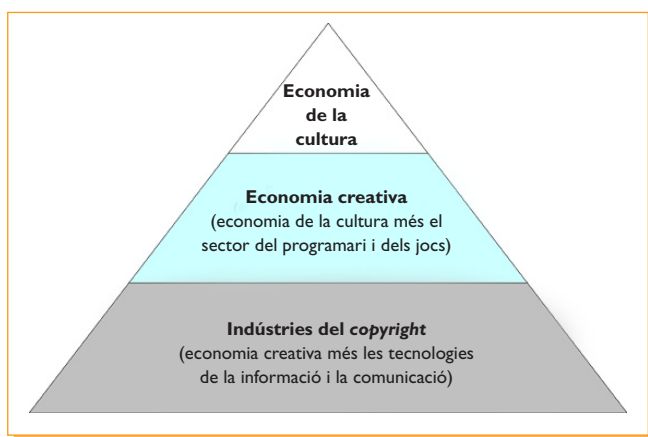 Economia
de la
cultura
Economia creativa
(economia de la cultura més el
sector del programari i dels jocs)
Indústries del copyright
(economia creativa més les tecnologies
de la informació i la comunicació)